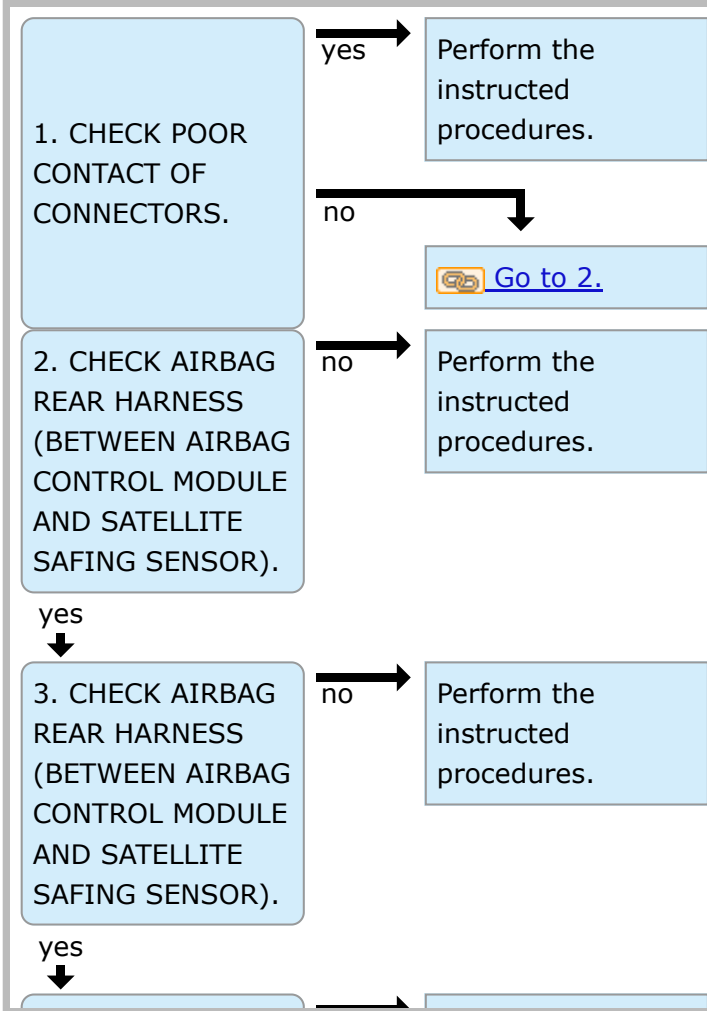 1. CHECK POOR
CONTACT OF
CONNECTORS.
yes
Perform the
instructed
procedures.
no
Go to 2.
2. CHECK AIRBAG
REAR HARNESS
(BETWEEN AIRBAG
CONTROL MODULE
AND SATELLITE
SAFING SENSOR).
no
Perform the
instructed
procedures.
yes
3. CHECK AIRBAG
REAR HARNESS
(BETWEEN AIRBAG
CONTROL MODULE
AND SATELLITE
SAFING SENSOR).
no
Perform the
instructed
procedures.
yes